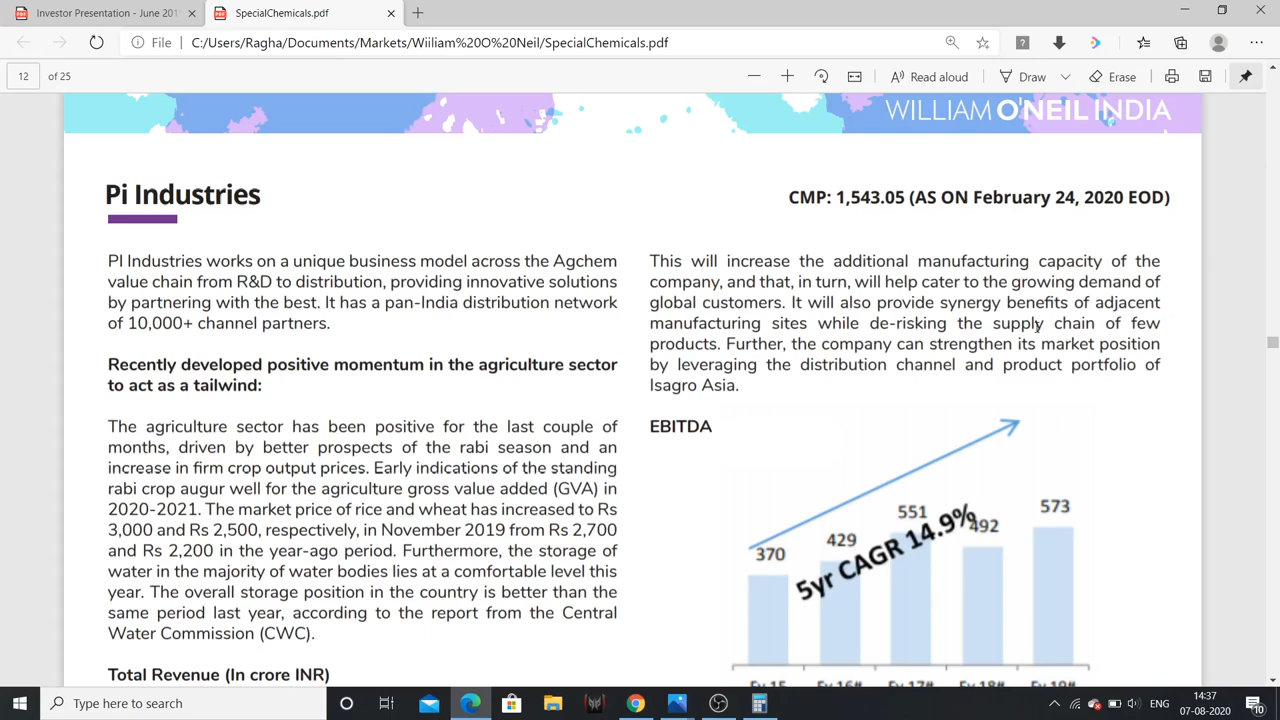 Investor Presentation - June 201
SpecialChemicals.pdf
File
C:/Users/Ragha/Documents/Markets/Wiiliam%20O%20Neil/SpecialChemicals.pdf
12 of 25
Read aloud
Draw
Erase
WILLIAM O'NEIL INDIA
Pi Industries
CMP: 1,543.05 (AS ON February 24, 2020 EOD)
PI Industries works on a unique business model across the Agchem
value chain from R&D to distribution, providing innovative solutions
by partnering with the best. It has a pan-India distribution network
of 10,000+ channel partners.
Recently developed positive momentum in the agriculture sector
to act as a tailwind:
The agriculture sector has been positive for the last couple of
months, driven by better prospects of the rabi season and an
increase in firm crop output prices. Early indications of the standing
rabi crop augur well for the agriculture gross value added (GVA) in
2020-2021. The market price of rice and wheat has increased to Rs
3,000 and Rs 2,500, respectively, in November 2019 from Rs 2,700
and Rs 2,200 in the year-ago period. Furthermore, the storage of
water in the majority of water bodies lies at a comfortable level this
year. The overall storage position in the country is better than the
same period last year, according to the report from the Central
Water Commission (CWC).
Total Revenue (In crore INR)
This will increase the additional manufacturing capacity of the
company, and that, in turn, will help cater to the growing demand of
global customers. It will also provide synergy benefits of adjacent
manufacturing sites while de-risking the supply chain of few
products. Further, the company can strengthen its market position
by leveraging the distribution channel and product portfolio of
Isagro Asia.
EBITDA
370
429
551
492
573
5yr CAGR 14.9%
Fy 15
Fy 16#
Fy 17#
Fy 18#
Fy 19#
Type here to search
14:37
07-08-2020
10